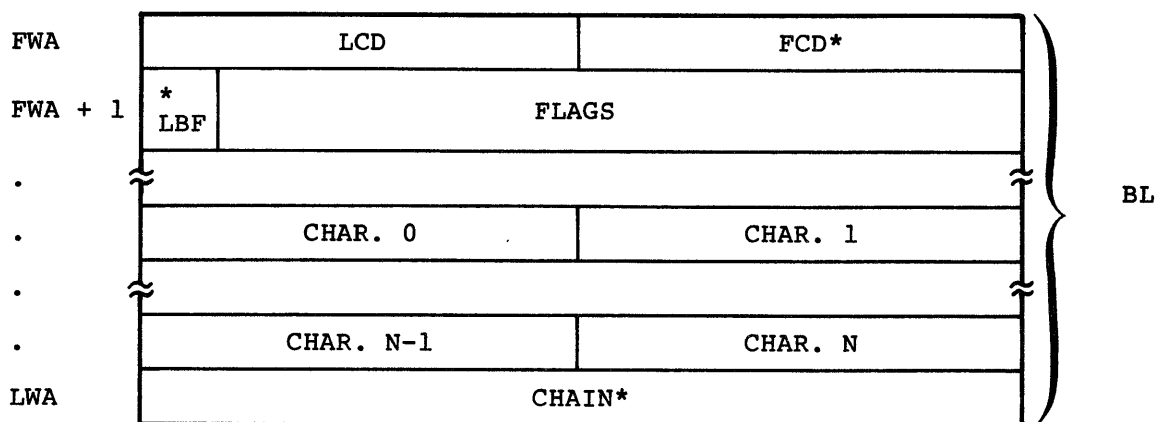 FWA LCD FCD*
FWA + 1 * LBF FLAGS
.
BL
. CHAR. 0 CHAR. 1
.
. CHAR. N-1 CHAR. N
LWA CHAIN*